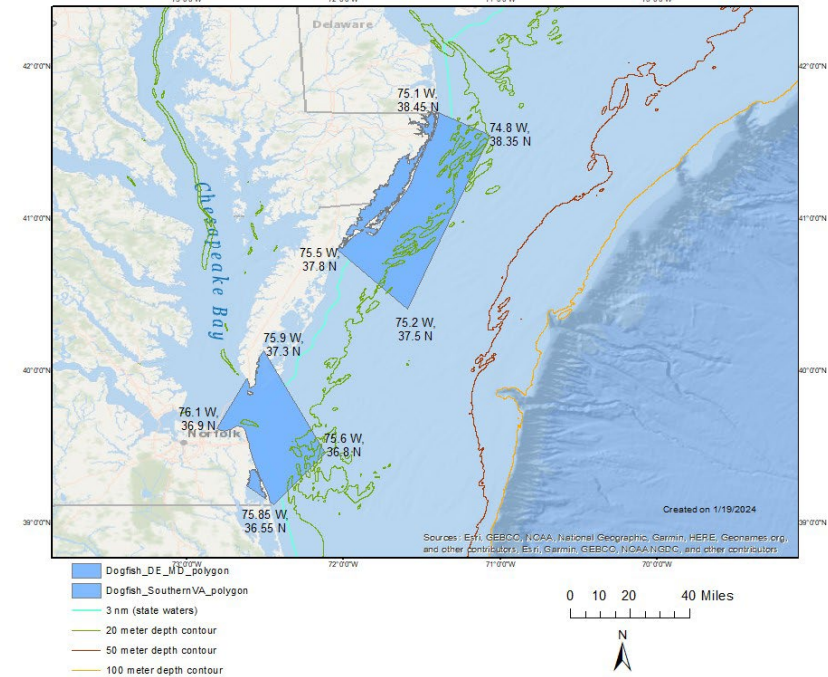 Delaware
42°0'0"N
42°0'0"N
75.1 W,
38.45 N
74.8 W,
38.35 N
Chesapeake Bay
41°0'0"N
41°0'0"N
75.5 W,
37.8 N
75.2 W,
37.5 N
75.9 W,
37.3 N
40°0'0"N
40°0'0"N
76.1 W,
36.9 N
Norfolk
75.6 W,
36.8 N
75.85 W,
36.55 N
Created on 1/19/2024
39°0'0"N
39°0'0"N
Sources: Esri, GEBCO, NOAA, National Geographic, Garmin, HERE, Geonames.org,
and other contributors, Esri, Garmin, GEBCO, NOAA NGDC, and other contributors
73°0'0"W
72°0'0"W
71°0'0"W
70°0'0"W
Dogfish_DE_MD_polygon
Dogfish_SouthernVA_polygon
3 nm (state waters)
20 meter depth contour
50 meter depth contour
100 meter depth contour
0 10 20 40 Miles
N